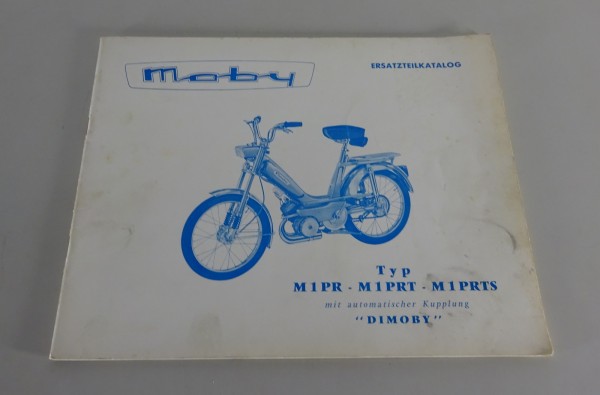 Moby
ERSATZTEILKATALOG
Typ
M1PR - M1PRT - M1PRTS
mit automatischer Kupplung
"DIMOBY"